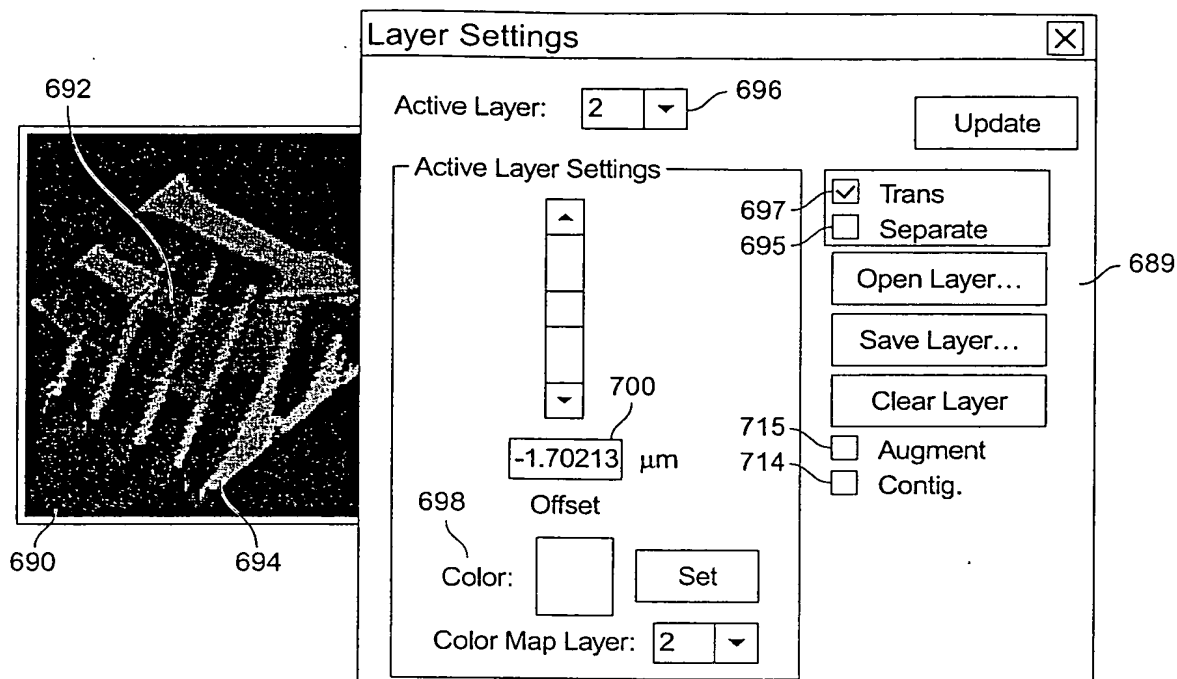 Layer Settings
692
Active Layer: 2
696
Update
Active Layer Settings
697
Trans
695
Separate
689
Open Layer...
Save Layer...
700
Clear Layer
-1.70213 µm
715
Augment
714
Contig.
Offset
698
690
694
Color:
Set
Color Map Layer: 2